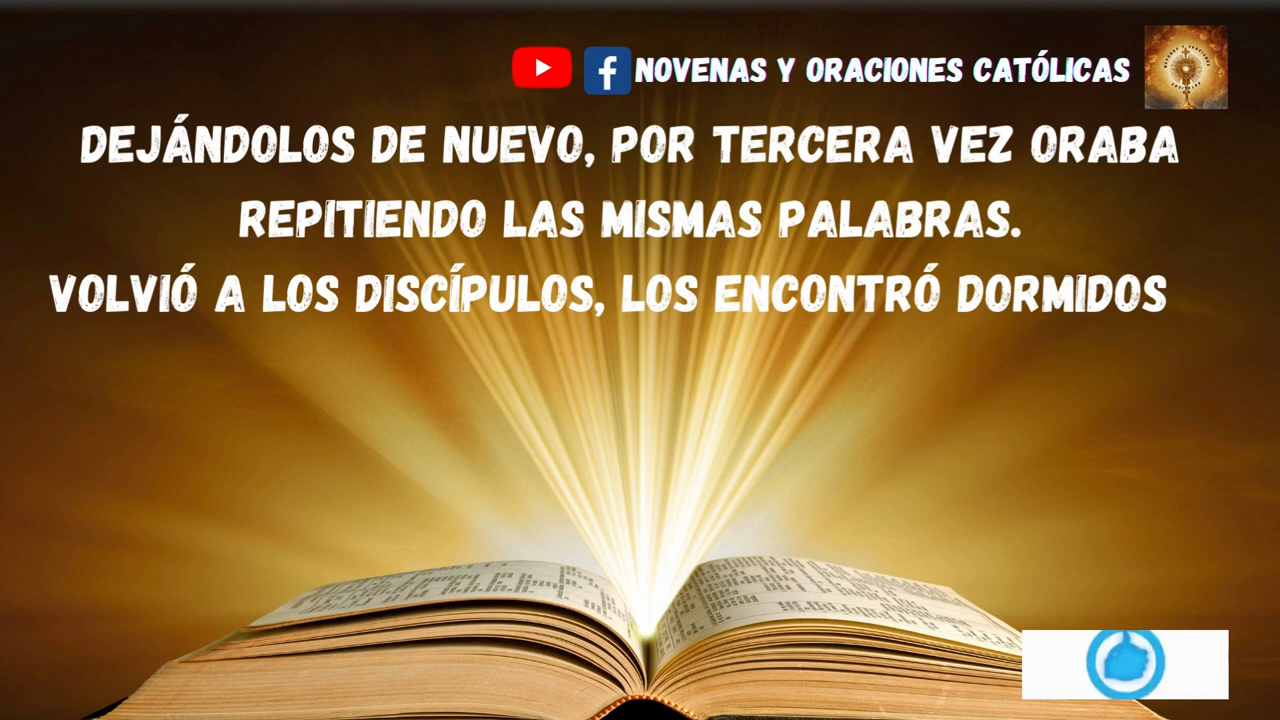 NOVENAS Y ORACIONES CATÓLICAS
DEJÁNDOLOS DE NUEVO, POR TERCERA VEZ ORABA
REPITIENDO LAS MISMAS PALABRAS.
VOLVIÓ A LOS DISCÍPULOS, LOS ENCONTRÓ DORMIDOS